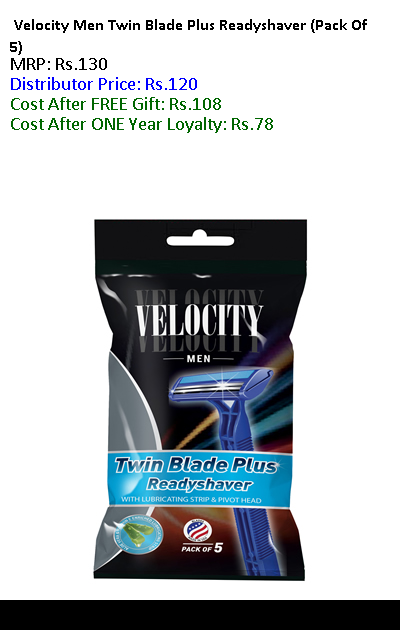 Velocity Men Twin Blade Plus Readyshaver (Pack Of
5)
MRP: Rs.130
Distributor Price: Rs.120
Cost After FREE Gift: Rs.108
Cost After ONE Year Loyalty: Rs.78
VELOCITY
MEN
Twin Blade Plus
Readyshaver
WITH LUBRICATING STRIP & PIVOT HEAD
PACK OF 5